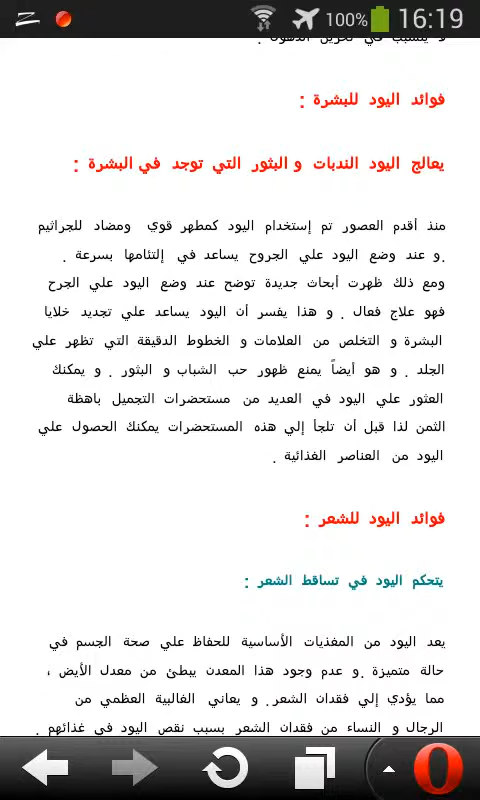 100% 16:19
لا يتسبب في تخزين الدهون .
فوائد اليود للبشرة :
يعالج اليود الندبات و البثور التي توجد في البشرة :
منذ أقدم العصور تم إستخدام اليود كمطهر قوي ومضاد للجراثيم
.و عند وضع اليود علي الجروح يساعد في إلتئامها بسرعة .
ومع ذلك ظهرت أبحاث جديدة توضح عند وضع اليود علي الجرح
فهو علاج فعال . و هذا يفسر أن اليود يساعد علي تجديد خلايا
البشرة و التخلص من العلامات و الخطوط الدقيقة التي تظهر علي
الجلد . و هو أيضاً يمنع ظهور حب الشباب و البثور . و يمكنك
العثور علي اليود في العديد من مستحضرات التجميل باهظة
الثمن لذا قبل أن تلجأ إلي هذه المستحضرات يمكنك الحصول علي
اليود من العناصر الغذائية .
فوائد اليود للشعر :
يتحكم اليود في تساقط الشعر :
يعد اليود من المغذيات الأساسية للحفاظ علي صحة الجسم في
حالة متميزة .و عدم وجود هذا المعدن يبطئ من معدل الأيض ،
مما يؤدي إلي فقدان الشعر. و يعاني الغالبية العظمي من
الرجال و النساء من فقدان الشعر بسبب نقص اليود في غذائهم .